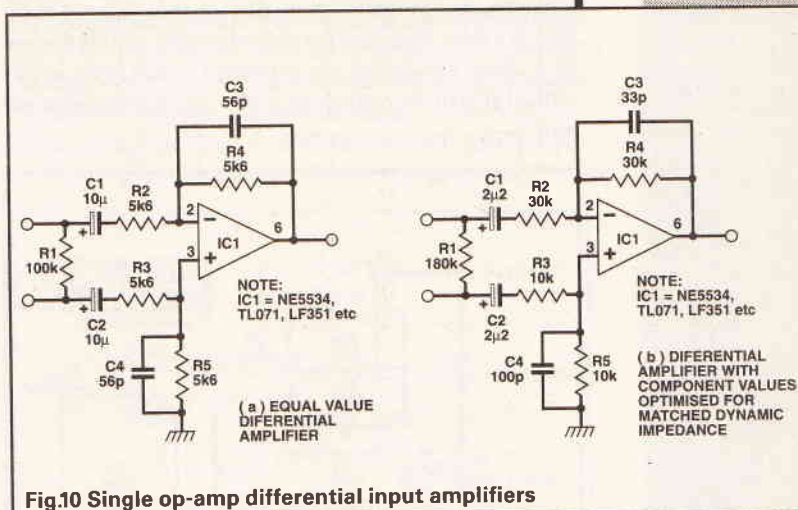 C3
56p
R4
5k6
C1
10µ
R2
5k6
2
6
IC1
3
R1
100k
R3
5k6
C2
10µ
C4
56p
R5
5k6
NOTE:
IC1 = NE5534,
TL071, LF351 etc
( a ) EQUAL VALUE
DIFERENTIAL
AMPLIFIER
C3
33p
R4
30k
C1
2µ2
R2
30k
2
6
IC1
3
R1
180k
R3
10k
C2
2µ2
C4
100p
R5
10k
NOTE:
IC1 = NE5534,
TL071, LF351 etc
( b ) DIFERENTIAL
AMPLIFIER WITH
COMPONENT VALUES
OPTIMISED FOR
MATCHED DYNAMIC
IMPEDANCE
Fig.10 Single op-amp differential input amplifiers